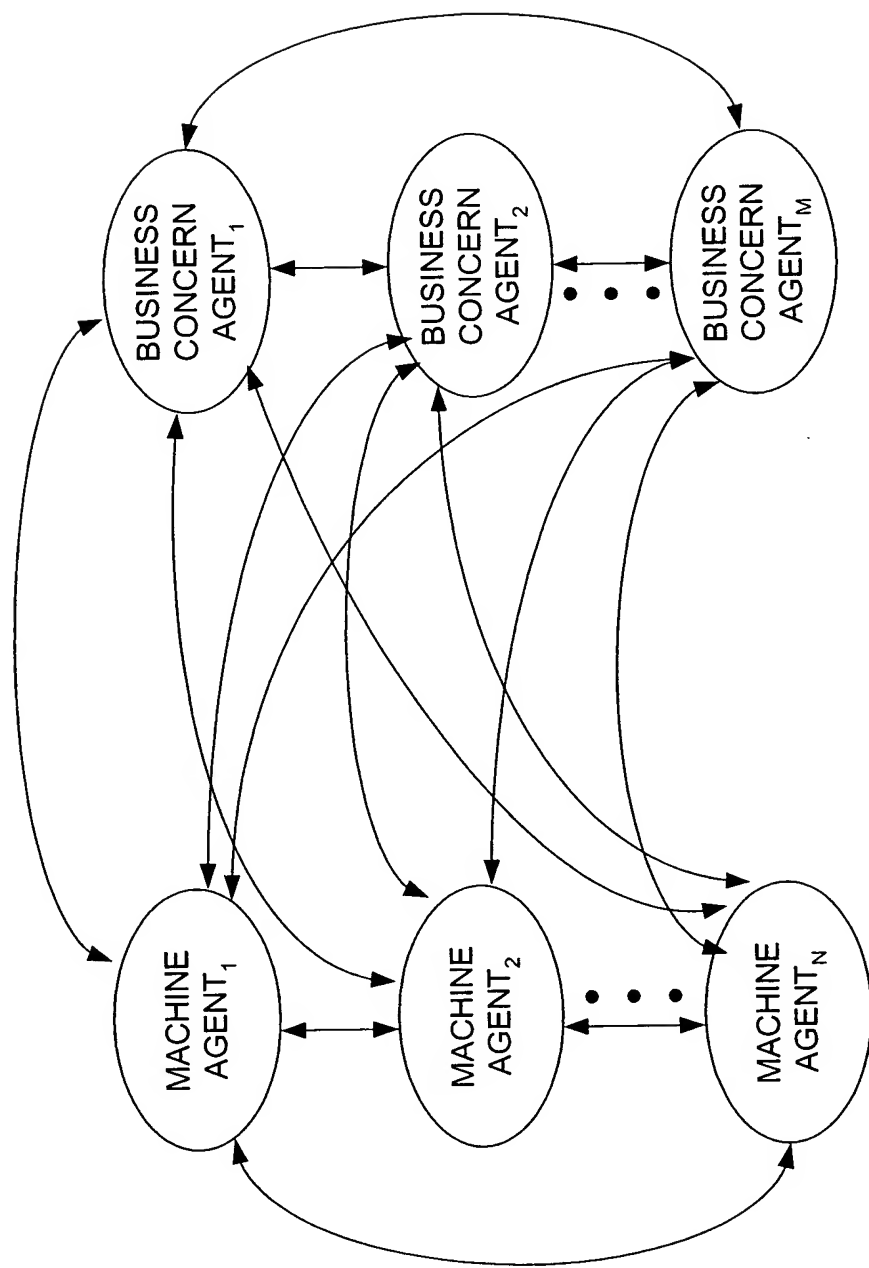 MACHINE
AGENT1
MACHINE
AGENT2
MACHINE
AGENTN
BUSINESS
CONCERN
AGENT1
BUSINESS
CONCERN
AGENT2
BUSINESS
CONCERN
AGENTM